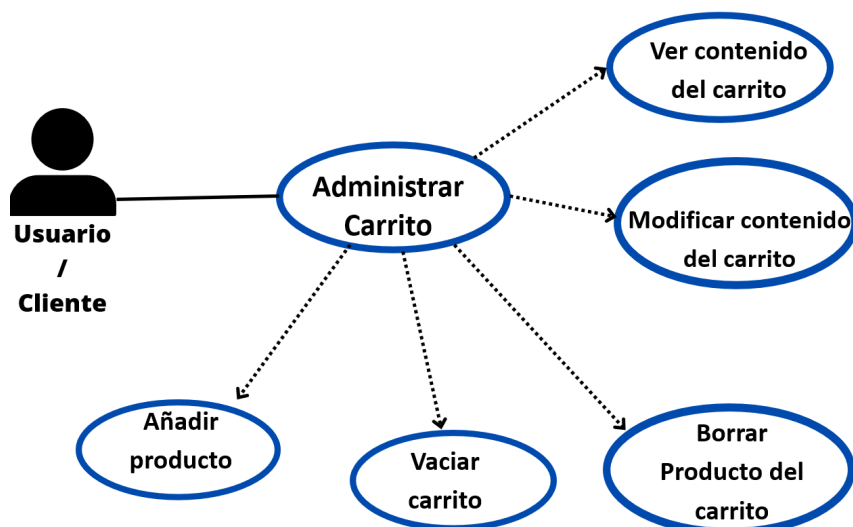 Ver contenido
del carrito
Administrar
Carrito
Modificar contenido
del carrito
Usuario
/
Cliente
Añadir
producto
Vaciar
carrito
Borrar
Producto del
carrito